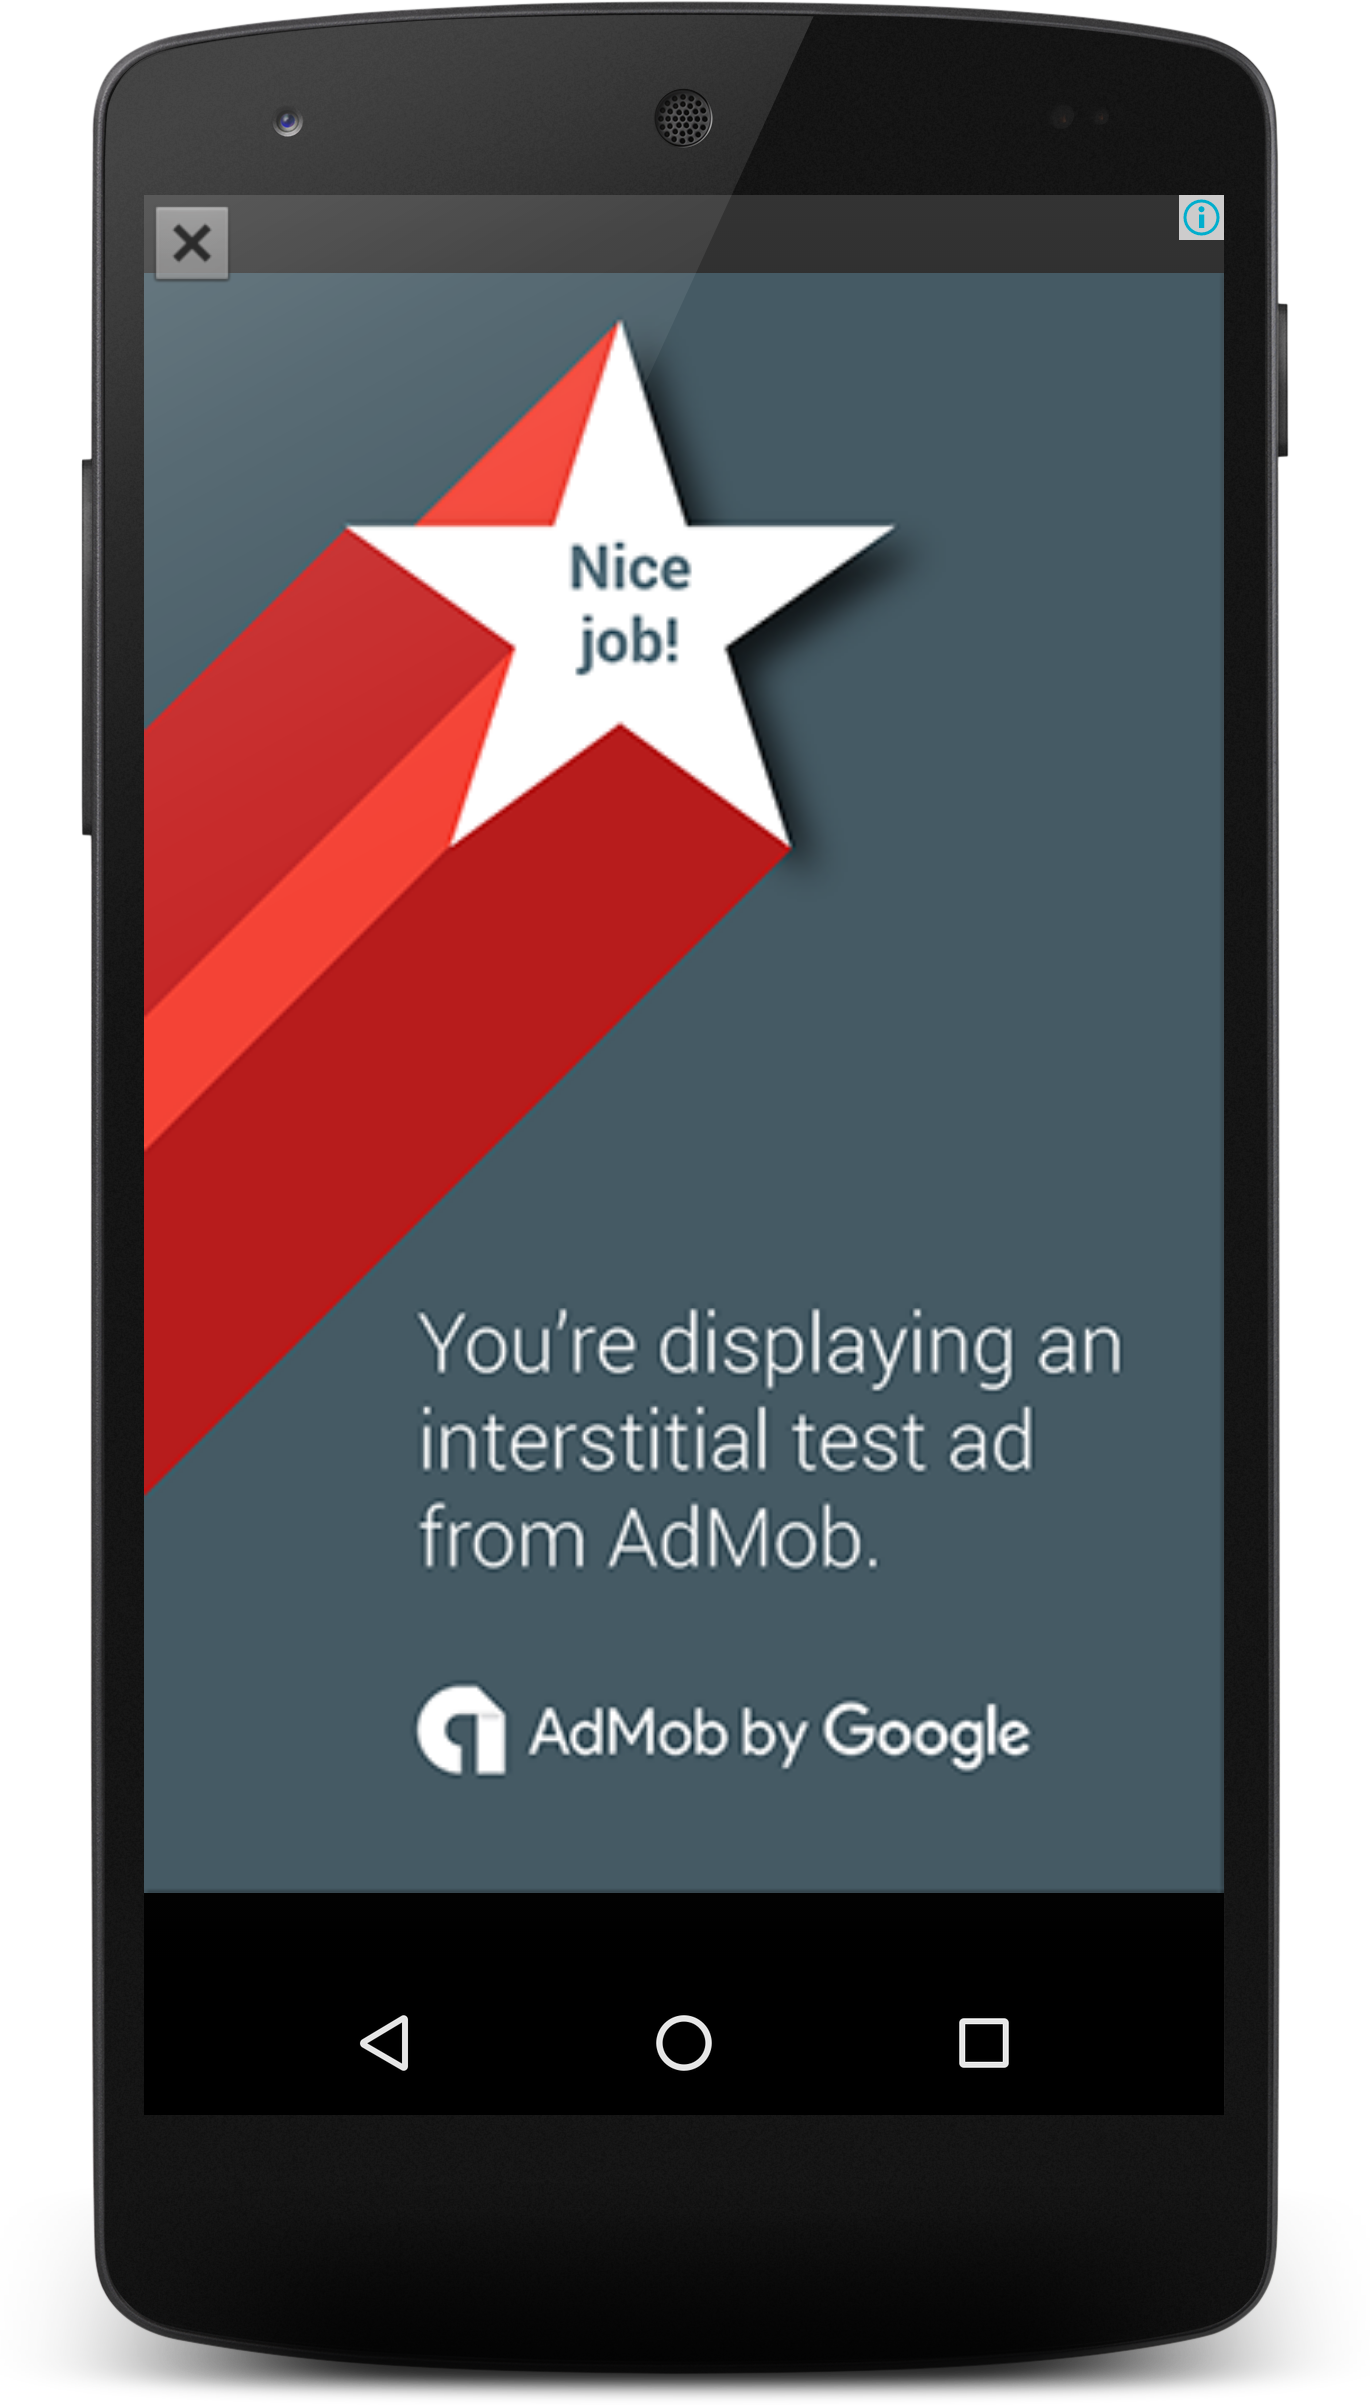 Nice
job!
You’re displaying an
interstitial test ad
from AdMob.
AdMob by Google